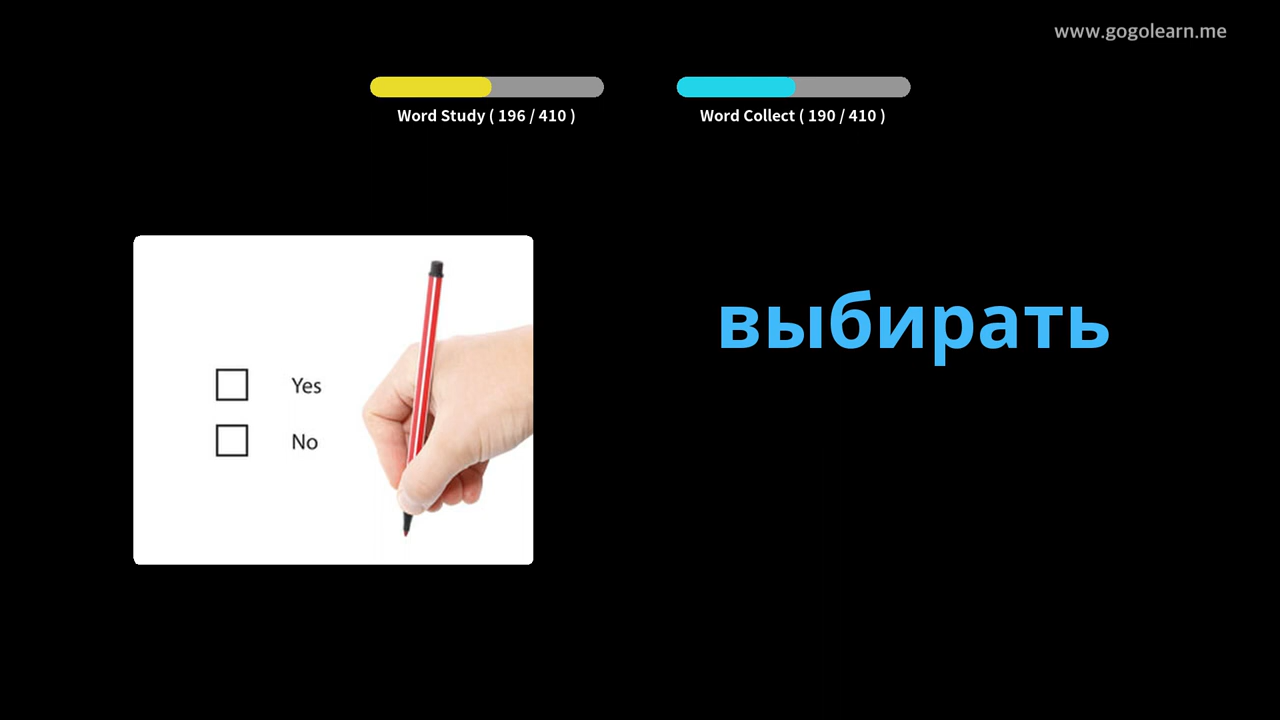 www.gogolearn.me
Word Study ( 196 / 410 )
Word Collect ( 190 / 410 )
выбирать
Yes
No